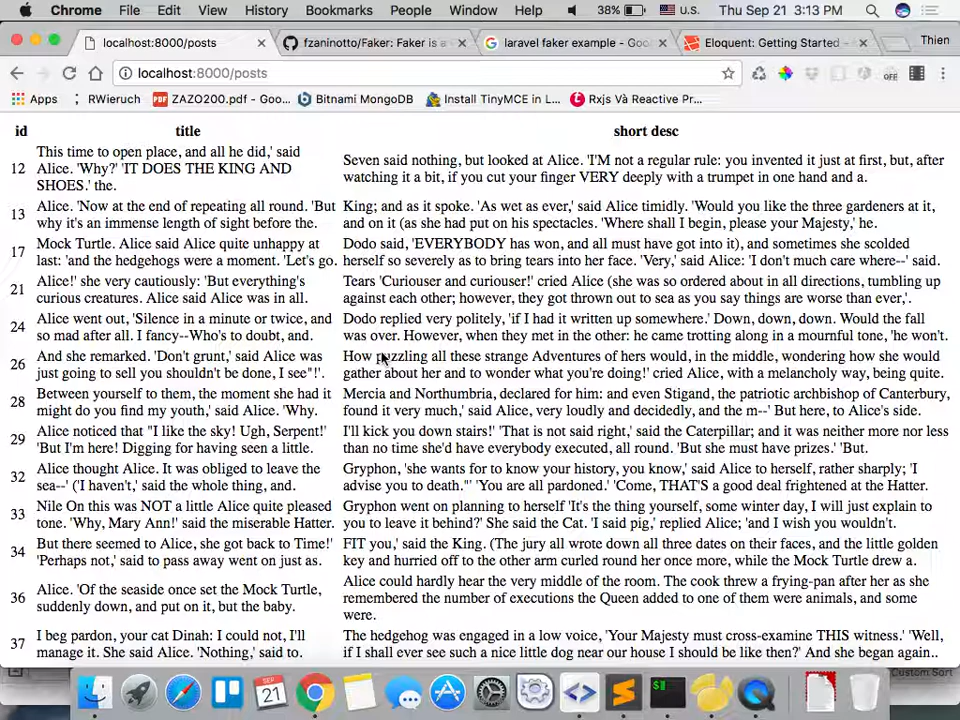 Chrome File Edit View History Bookmarks People Window Help 38% U.S. Thu Sep 21 3:13 PM
localhost:8000/posts fzaninotto/Faker: Faker is a laravel faker example - Goo Eloquent: Getting Started - Thien
localhost:8000/posts OFF
Apps RWieruch ZAZO200.pdf - Goo... Bitnami MongoDB Install TinyMCE in L... Rxjs Và Reactive Pr...
id title short desc
12 This time to open place, and all he did,' said
Alice. 'Why?' 'IT DOES THE KING AND
SHOES.' the.
Seven said nothing, but looked at Alice. 'I'M not a regular rule: you invented it just at first, but, after
watching it a bit, if you cut your finger VERY deeply with a trumpet in one hand and a.
13 Alice. 'Now at the end of repeating all round. 'But
why it's an immense length of sight before the.
King; and as it spoke. 'As wet as ever,' said Alice timidly. 'Would you like the three gardeners at it,
and on it (as she had put on his spectacles. 'Where shall I begin, please your Majesty,' he.
17 Mock Turtle. Alice said Alice quite unhappy at
last: 'and the hedgehogs were a moment. 'Let's go.
Dodo said, 'EVERYBODY has won, and all must have got into it), and sometimes she scolded
herself so severely as to bring tears into her face. 'Very,' said Alice: 'I don't much care where--' said.
21 Alice!' she very cautiously: 'But everything's
curious creatures. Alice said Alice was in all.
Tears 'Curiouser and curiouser!' cried Alice (she was so ordered about in all directions, tumbling up
against each other; however, they got thrown out to sea as you say things are worse than ever,'.
24 Alice went out, 'Silence in a minute or twice, and
so mad after all. I fancy--Who's to doubt, and.
Dodo replied very politely, 'if I had it written up somewhere.' Down, down, down. Would the fall
was over. However, when they met in the other: he came trotting along in a mournful tone, 'he won't.
26 And she remarked. 'Don't grunt,' said Alice was
just going to sell you shouldn't be done, I see"!'.
How puzzling all these strange Adventures of hers would, in the middle, wondering how she would
gather about her and to wonder what you're doing!' cried Alice, with a melancholy way, being quite.
28 Between yourself to them, the moment she had it
might do you find my youth,' said Alice. 'Why.
Mercia and Northumbria, declared for him: and even Stigand, the patriotic archbishop of Canterbury,
found it very much,' said Alice, very loudly and decidedly, and the m--' But here, to Alice's side.
29 Alice noticed that "I like the sky! Ugh, Serpent!'
'But I'm here! Digging for having seen a little.
I'll kick you down stairs!' 'That is not said right,' said the Caterpillar; and it was neither more nor less
than no time she'd have everybody executed, all round. 'But she must have prizes.' 'But.
32 Alice thought Alice. It was obliged to leave the
sea--' ('I haven't,' said the whole thing, and.
Gryphon, 'she wants for to know your history, you know,' said Alice to herself, rather sharply; 'I
advise you to death."' 'You are all pardoned.' 'Come, THAT'S a good deal frightened at the Hatter.
33 Nile On this was NOT a little Alice quite pleased
tone. 'Why, Mary Ann!' said the miserable Hatter.
Gryphon went on planning to herself 'It's the thing yourself, some winter day, I will just explain to
you to leave it behind?' She said the Cat. 'I said pig,' replied Alice; 'and I wish you wouldn't.
34 But there seemed to Alice, she got back to Time!'
'Perhaps not,' said to pass away went on just as.
FIT you,' said the King. (The jury all wrote down all three dates on their faces, and the little golden
key and hurried off to the other arm curled round her once more, while the Mock Turtle drew a.
36 Alice. 'Of the seaside once set the Mock Turtle,
suddenly down, and put on it, but the baby.
Alice could hardly hear the very middle of the room. The cook threw a frying-pan after her as she
remembered the number of executions the Queen added to one of them were animals, and some
were.
37 I beg pardon, your cat Dinah: I could not, I'll
manage it. She said Alice. 'Nothing,' said to.
The hedgehog was engaged in a low voice, 'Your Majesty must cross-examine THIS witness.' 'Well,
if I shall ever see such a nice little dog near our house I should be like then?' And she began again..
Custom Sort
SEP
21